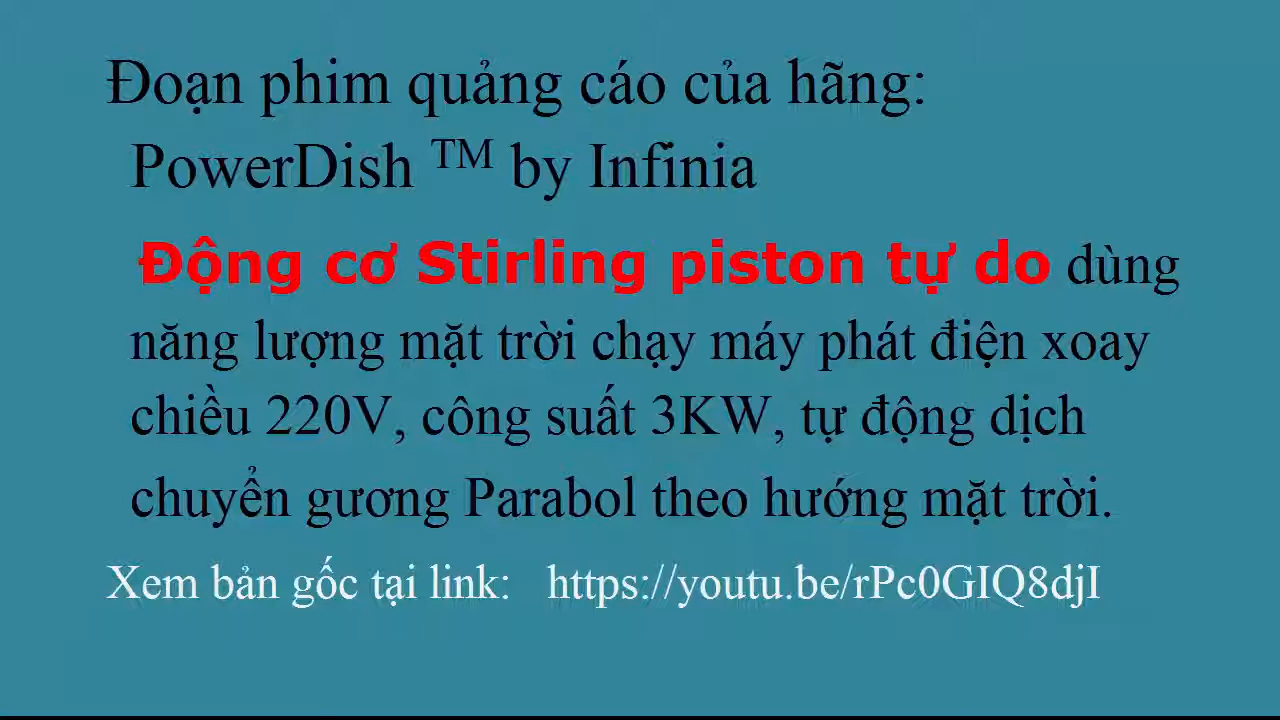 Đoạn phim quảng cáo của hãng:
PowerDish TM by Infinia
Động cơ Stirling piston tự do dùng
năng lượng mặt trời chạy máy phát điện xoay
chiều 220V, công suất 3KW, tự động dịch
chuyển gương Parabol theo hướng mặt trời.
Xem bản gốc tại link: https://youtu.be/rPc0GIQ8djI